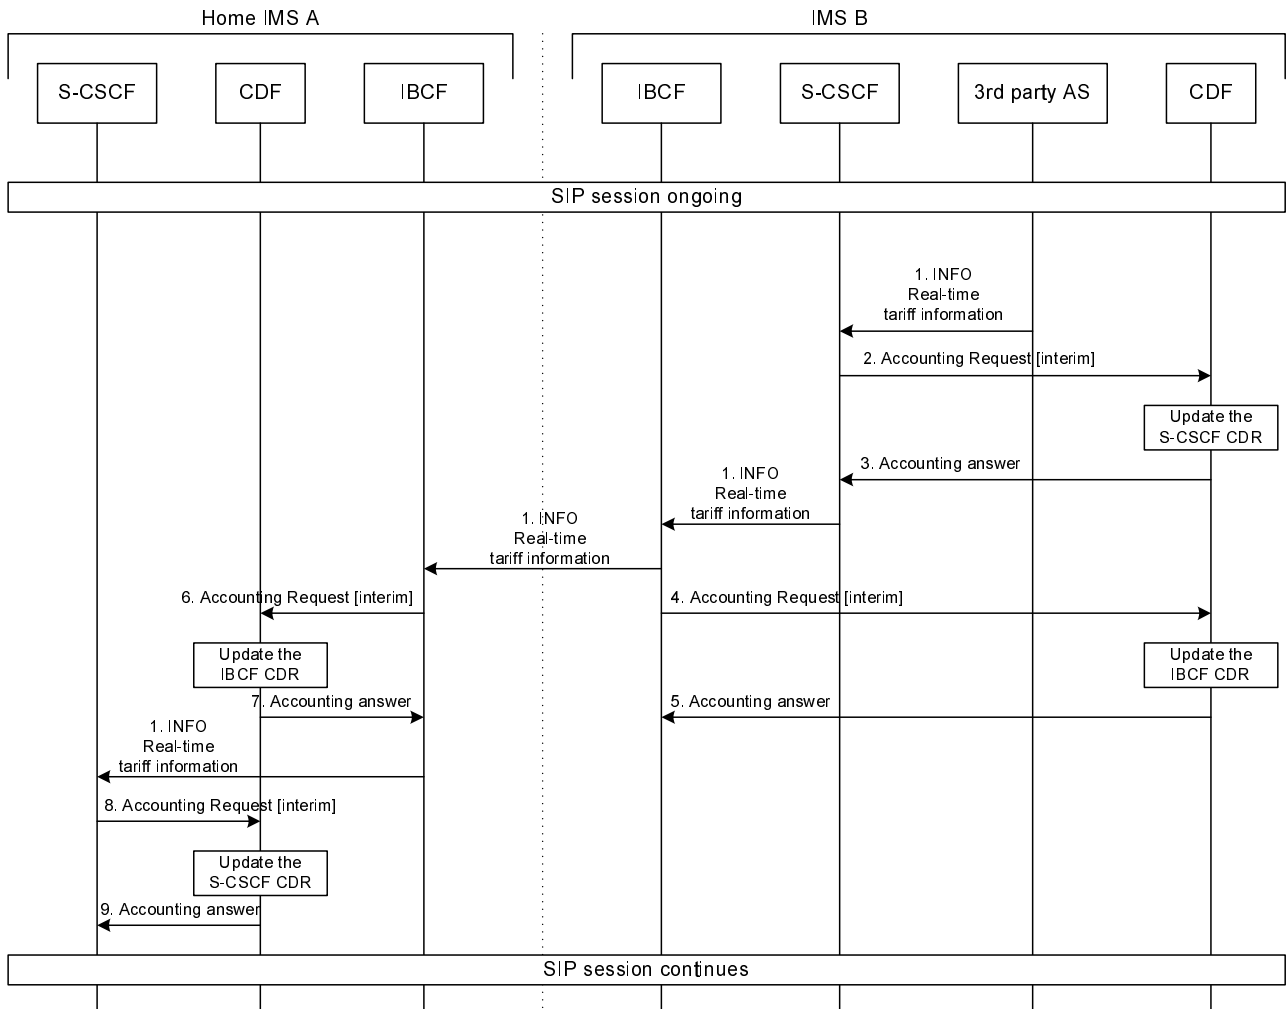 Home IMS A
IMS B
S-CSCF
CDF
IBCF
IBCF
S-CSCF
3rd party AS
CDF
SIP session ongoing
1. INFO
Real-time
tariff information
2. Accounting Request [interim]
Update the
S-CSCF CDR
3. Accounting answer
1. INFO
Real-time
tariff information
1. INFO
Real-time
tariff information
6. Accounting Request [interim]
4. Accounting Request [interim]
Update the
IBCF CDR
Update the
IBCF CDR
7. Accounting answer
5. Accounting answer
1. INFO
Real-time
tariff information
8. Accounting Request [interim]
Update the
S-CSCF CDR
9. Accounting answer
SIP session continues